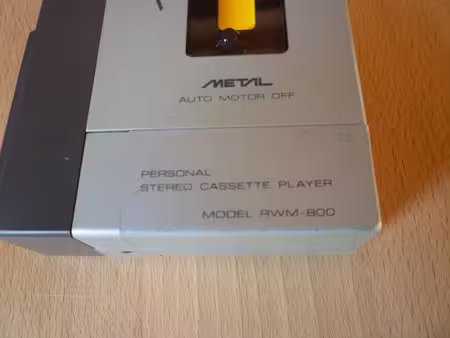 METAL
AUTO MOTOR OFF
PERSONAL
STEREO CASSETTE PLAYER
MODEL RWM-800